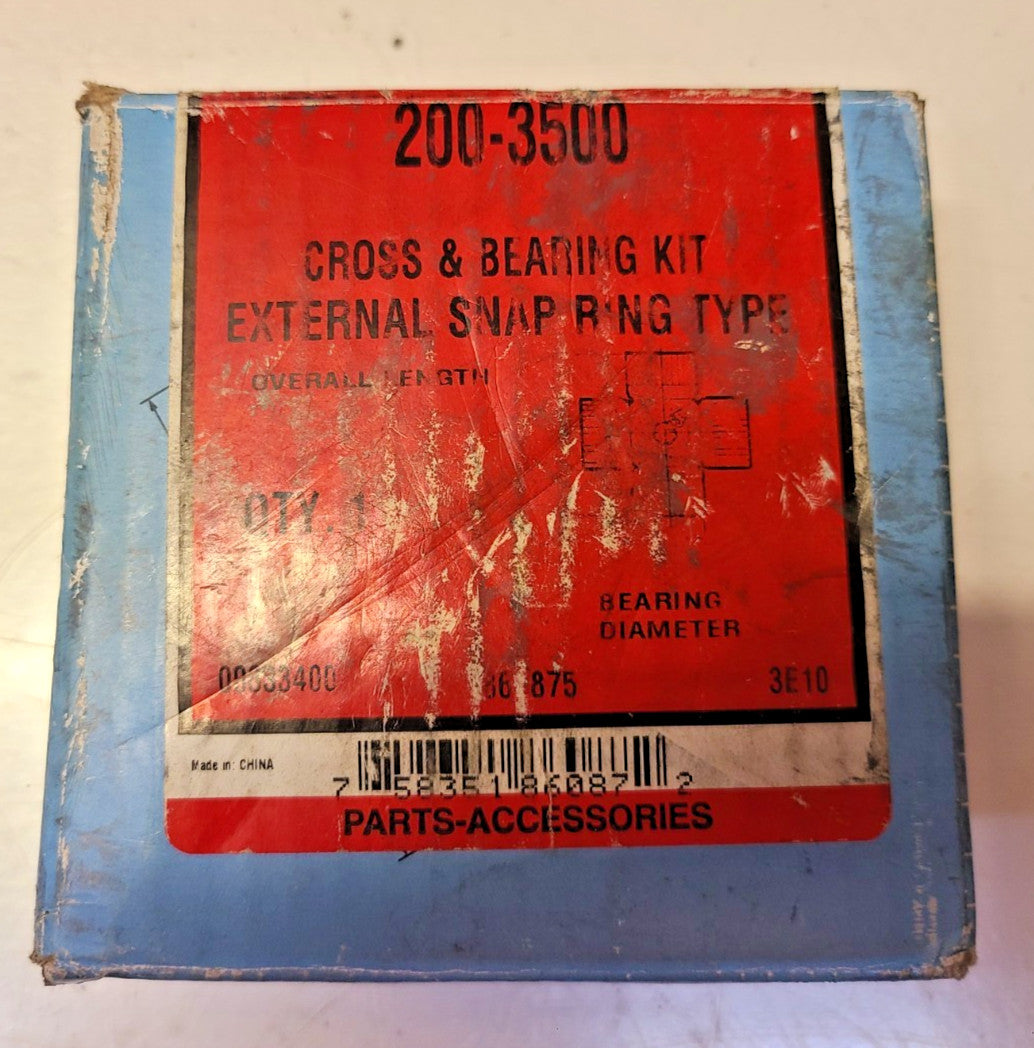 200-3500
CROSS & BEARING KIT
EXTERNAL SNAP RING TYPE
OVERALL LENGTH
QTY. 1
BEARING
DIAMETER
3E10
Made in: CHINA
7 58351 86087 2
PARTS-ACCESSORIES